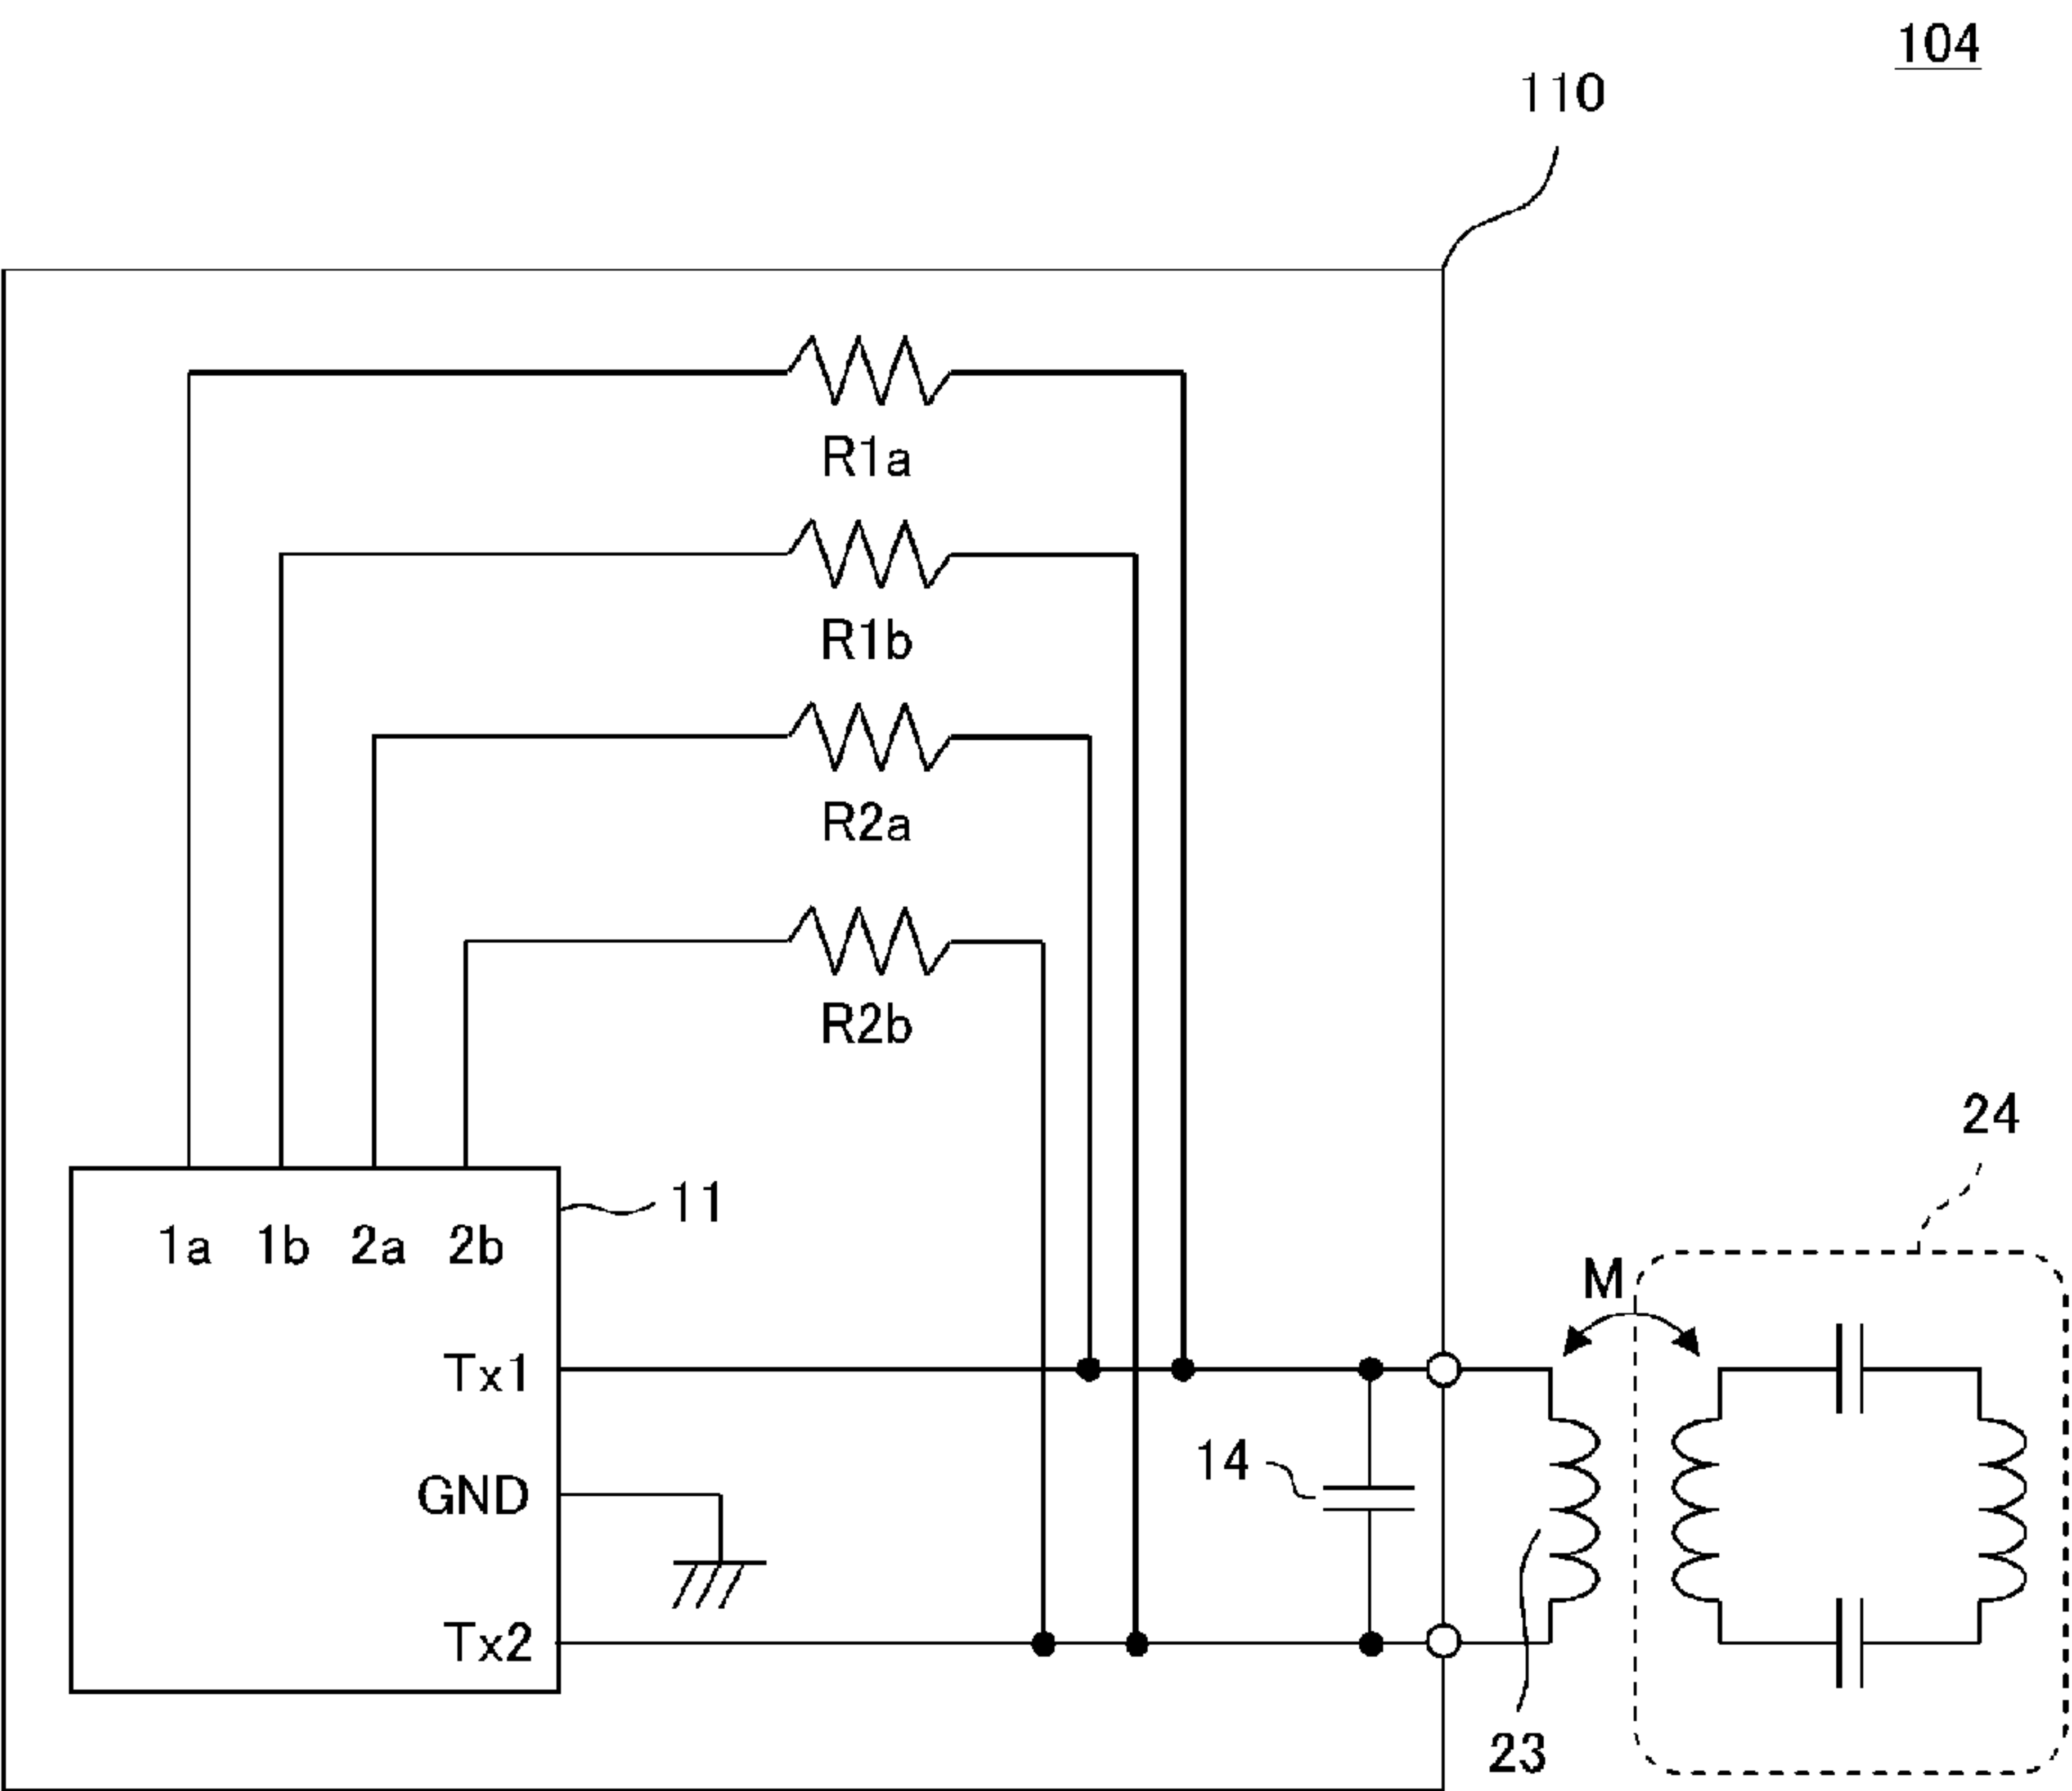 104
110
R1a
R1b
R2a
R2b
24
11
1a 1b 2a 2b
M
Tx1
14
GND
Tx2
23